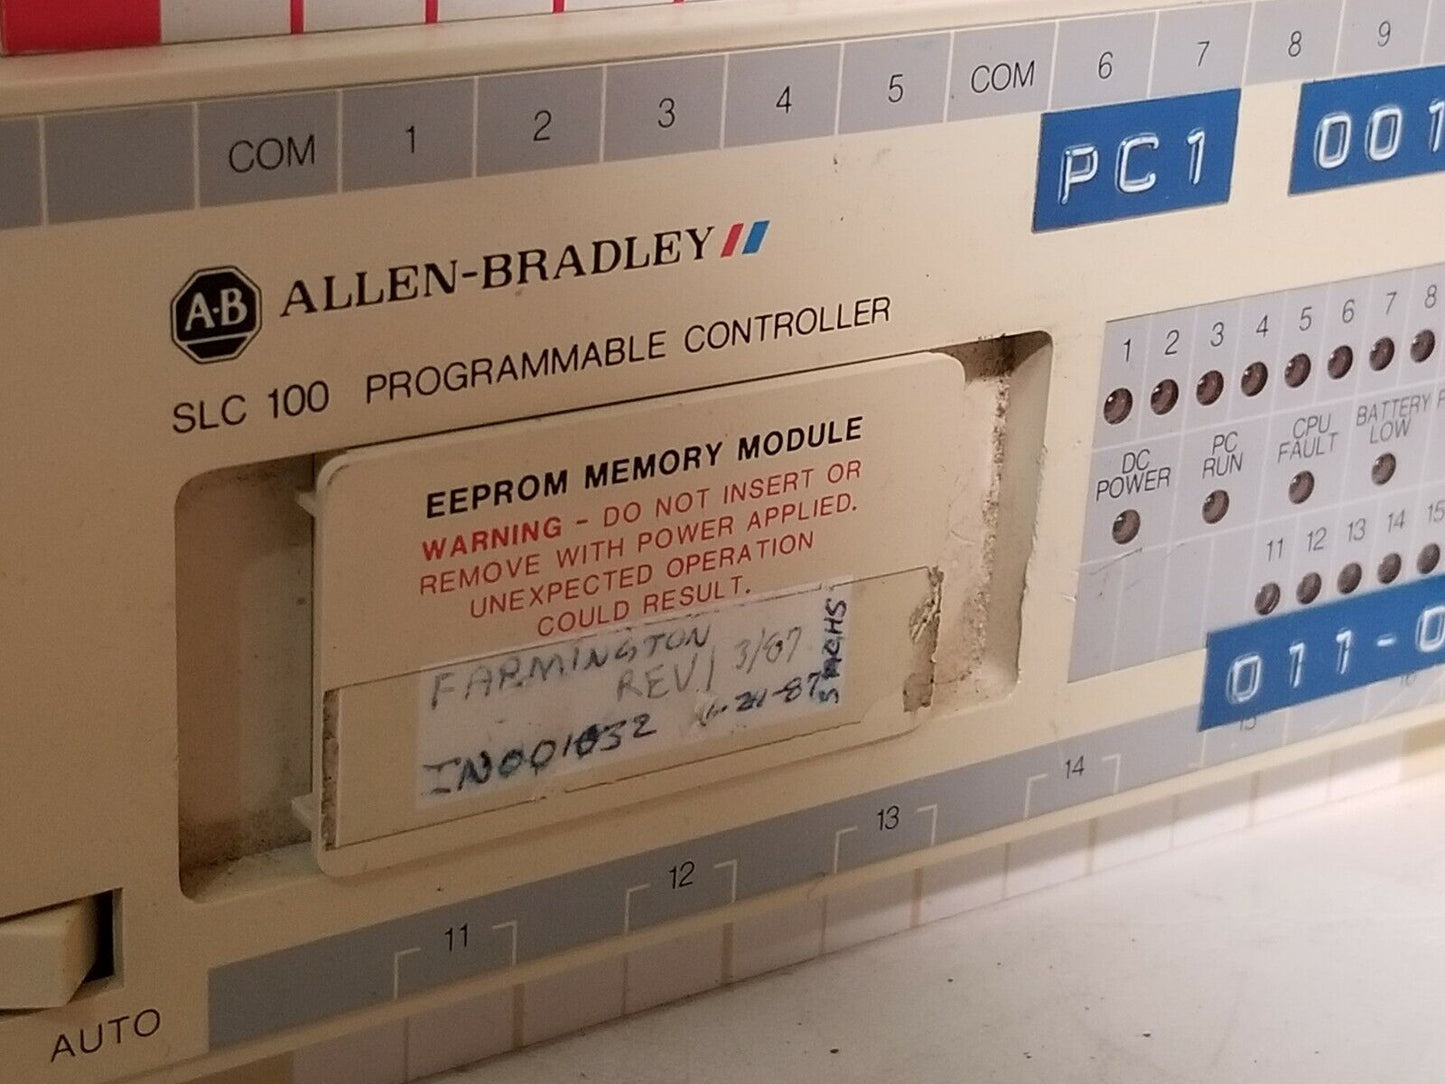 COM 1 2 3 4 5 COM 6 7 8 9
PC1 001
A·B ALLEN-BRADLEY
SLC 100 PROGRAMMABLE CONTROLLER
EEPROM MEMORY MODULE
WARNING – DO NOT INSERT OR
REMOVE WITH POWER APPLIED.
UNEXPECTED OPERATION
COULD RESULT.
FARMINGTON
REV1 3/87
IN001032
1 2 3 4 5 6 7 8
DC POWER
PC RUN
CPU FAULT
BATTERY LOW
11 12 13 14 15
011-0
11 12 13 14 15 16
AUTO